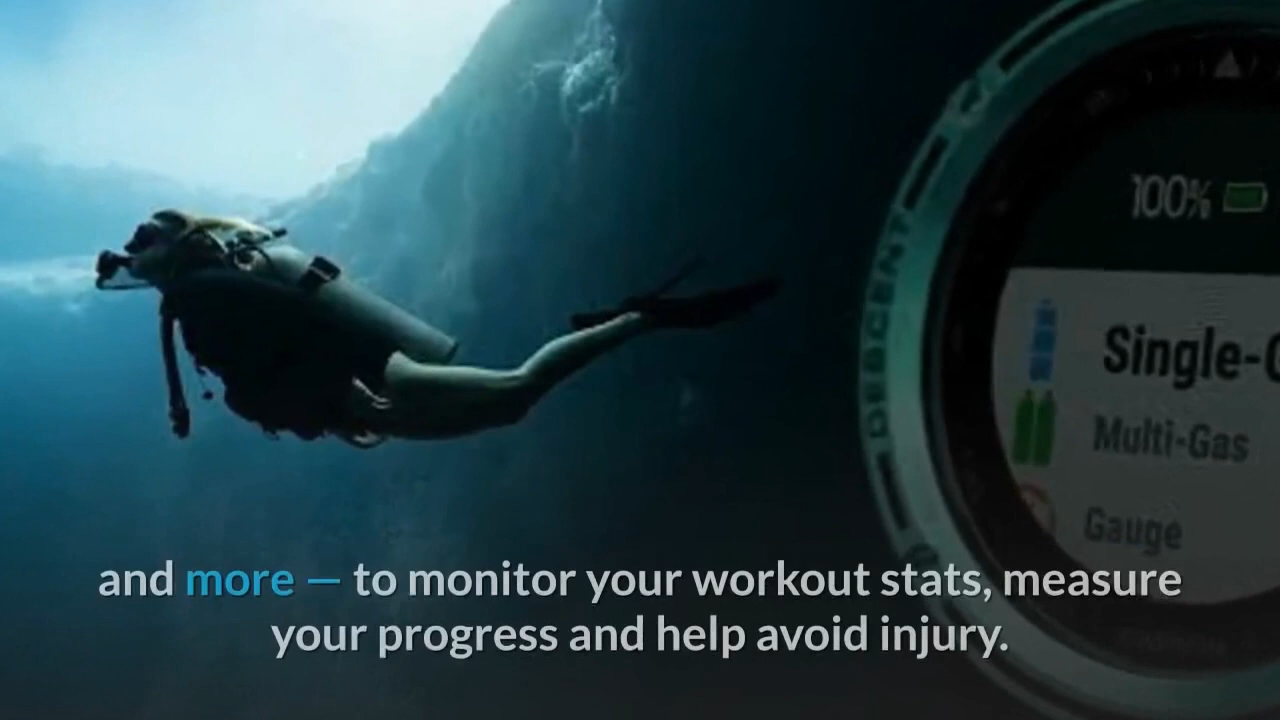 DESCENT
100%
Single-
Multi-Gas
Gauge
and more — to monitor your workout stats, measure
your progress and help avoid injury.